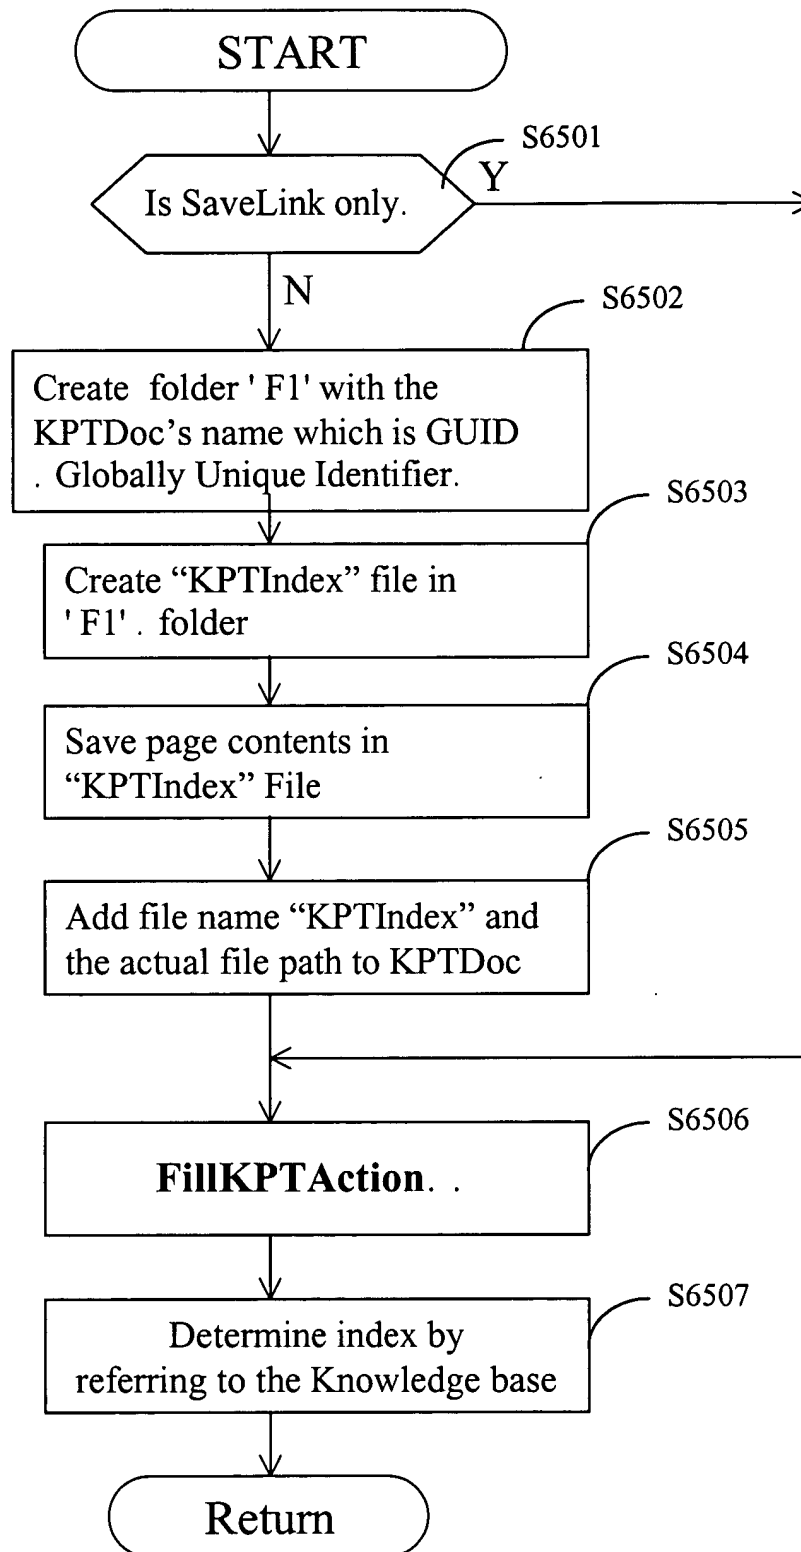 START
S6501
Is SaveLink only.
Y
N
S6502
Create folder ' F1' with the
KPTDoc's name which is GUID
. Globally Unique Identifier.
S6503
Create “KPTIndex” file in
' F1' . folder
S6504
Save page contents in
“KPTIndex” File
S6505
Add file name “KPTIndex” and
the actual file path to KPTDoc
S6506
FillKPTAction. .
S6507
Determine index by
referring to the Knowledge base
Return